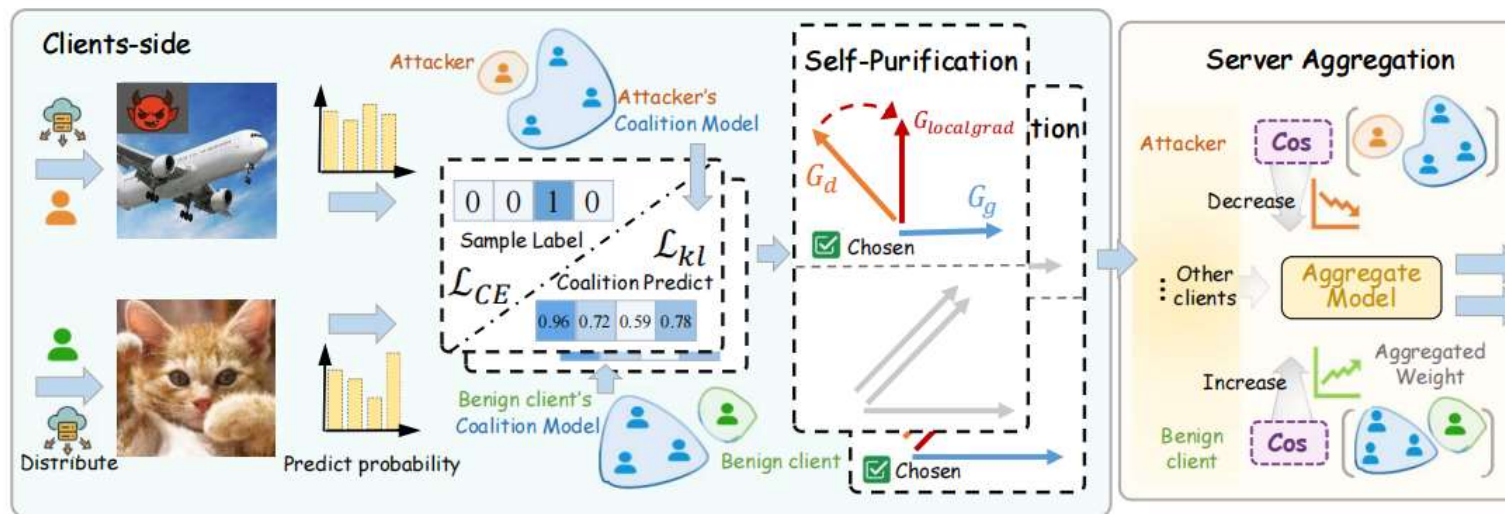 Clients-side
Attacker
Attacker's
Coalition Model
0 0 1 0
Sample Label
ℒ_CE
ℒ_kl
Coalition Predict
0.96 0.72 0.59 0.78
Benign client's
Coalition Model
Benign client
Distribute
Predict probability
Self-Purification
tion
G_localgrad
G_d
G_g
Chosen
Chosen
Server Aggregation
Attacker
Cos
Decrease
Other
clients
Aggregate
Model
Increase
Aggregated
Weight
Benign
client
Cos